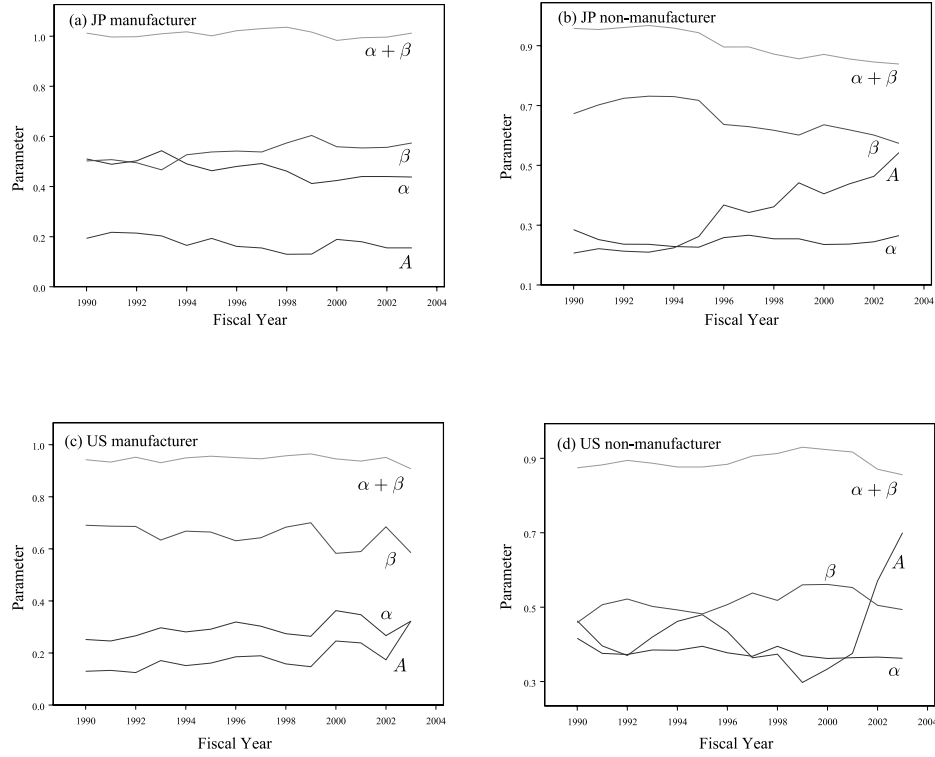 (a) JP manufacturer
Parameter
1.0
0.8
0.6
0.4
0.2
0.0
α + β
β
α
A
1990 1992 1994 1996 1998 2000 2002 2004
Fiscal Year
(b) JP non-manufacturer
Parameter
0.9
0.7
0.5
0.3
0.1
α + β
β
A
α
1990 1992 1994 1996 1998 2000 2002 2004
Fiscal Year
(c) US manufacturer
Parameter
1.0
0.8
0.6
0.4
0.2
0.0
α + β
β
α
A
1990 1992 1994 1996 1998 2000 2002 2004
Fiscal Year
(d) US non-manufacturer
Parameter
0.9
0.7
0.5
0.3
α + β
A
β
α
1990 1992 1994 1996 1998 2000 2002 2004
Fiscal Year